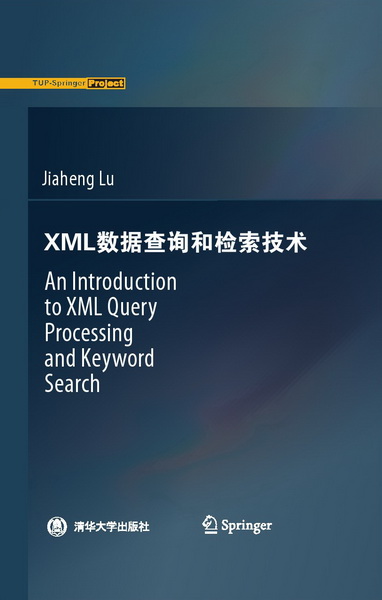 TUP-Springer Project
Jiaheng Lu
XML数据查询和检索技术
An Introduction
to XML Query
Processing
and Keyword
Search
清华大学出版社
Springer